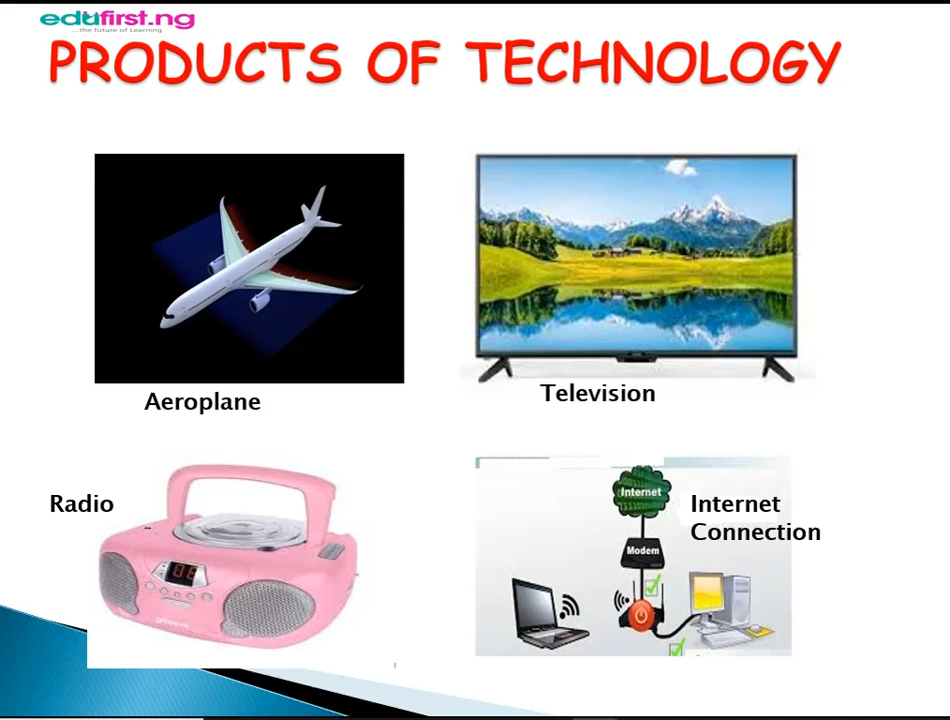 edufirst.ng
...the future of Learning
PRODUCTS OF TECHNOLOGY
Aeroplane
Television
Radio
Internet
Modem
Internet
Connection